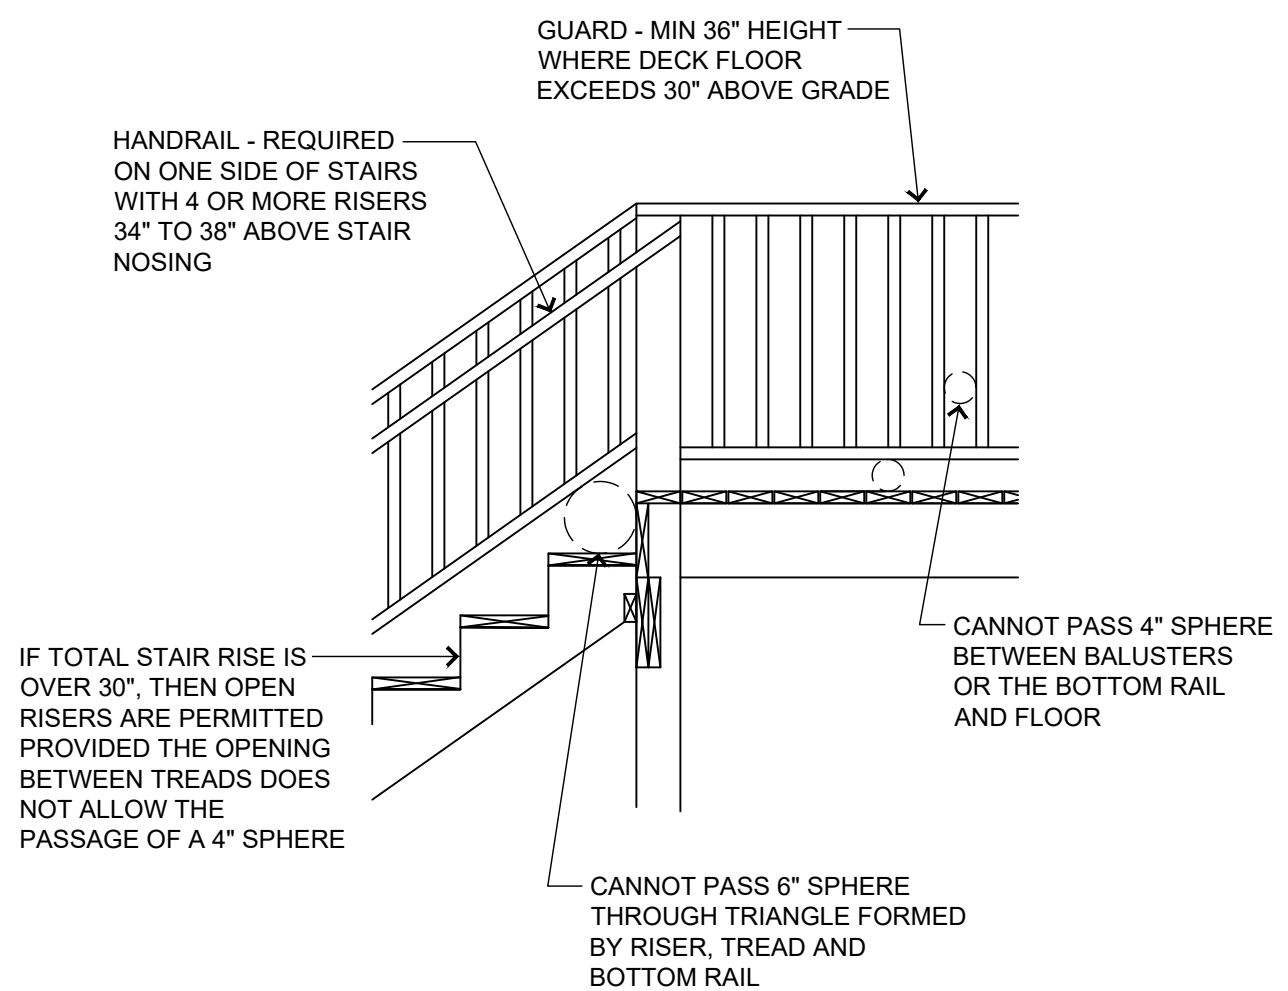 GUARD - MIN 36" HEIGHT
WHERE DECK FLOOR
EXCEEDS 30" ABOVE GRADE
HANDRAIL - REQUIRED
ON ONE SIDE OF STAIRS
WITH 4 OR MORE RISERS
34" TO 38" ABOVE STAIR
NOSING
CANNOT PASS 4" SPHERE
BETWEEN BALUSTERS
OR THE BOTTOM RAIL
AND FLOOR
IF TOTAL STAIR RISE IS
OVER 30", THEN OPEN
RISERS ARE PERMITTED
PROVIDED THE OPENING
BETWEEN TREADS DOES
NOT ALLOW THE
PASSAGE OF A 4" SPHERE
CANNOT PASS 6" SPHERE
THROUGH TRIANGLE FORMED
BY RISER, TREAD AND
BOTTOM RAIL